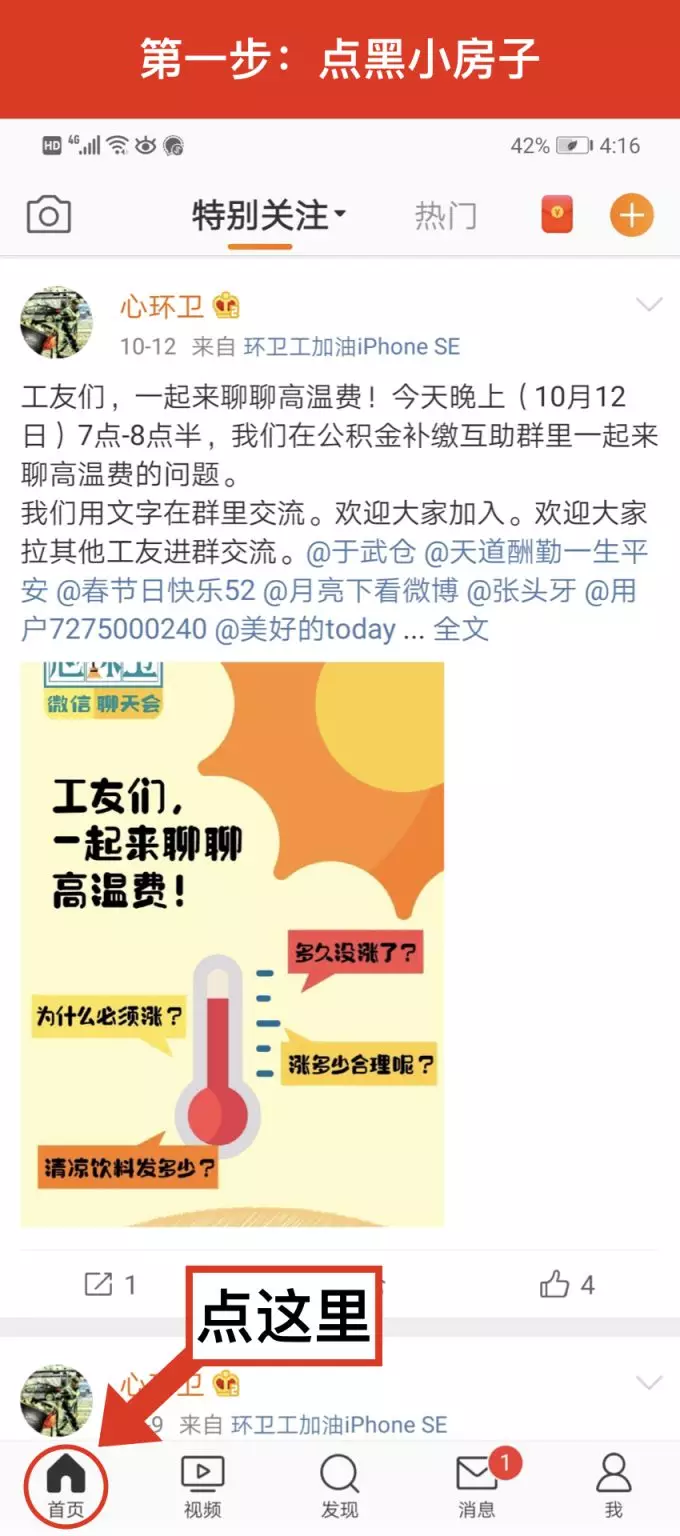 第一步：点黑小房子
HD 4G 42% 4:16
特别关注 热门
心环卫
10-12 来自 环卫工加油iPhone SE
工友们，一起来聊聊高温费！今天晚上（10月12
日）7点-8点半，我们在公积金补缴互助群里一起来
聊高温费的问题。
我们用文字在群里交流。欢迎大家加入。欢迎大家
拉其他工友进群交流。@于武仓 @天道酬勤一生平
安 @春节日快乐52 @月亮下看微博 @张头牙 @用
户7275000240 @美好的today ... 全文
微信 聊天会
工友们，
一起来聊聊
高温费！
多久没涨了？
为什么必须涨？
涨多少合理呢？
清凉饮料发多少？
1 4
点这里
心 卫
-9 来自 环卫工加油iPhone SE
1
首页 视频 发现 消息 我